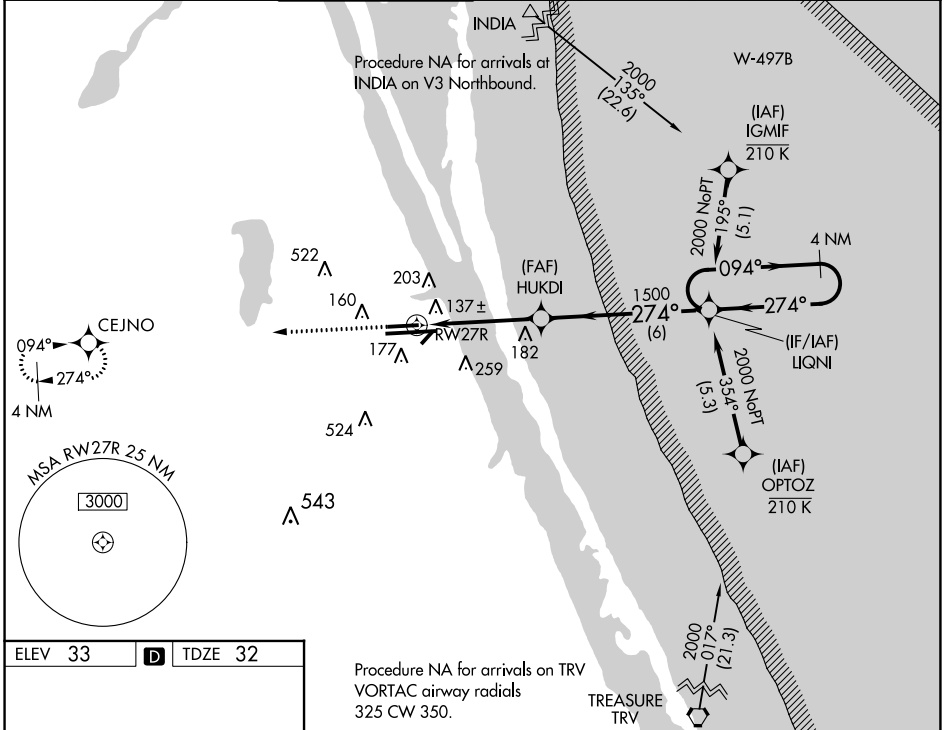 INDIA
Procedure NA for arrivals at
INDIA on V3 Northbound.
2000
135°
(22.6)
W-497B
(IAF)
IGMIF
210 K
2000 NoPT
195°
(5.1)
4 NM
094°
274°
522
203
160
137 ±
(FAF)
HUKDI
1500
274°
(6)
RW27R
177
259
182
(IF/IAF)
LIQNI
CEJNO
094°
274°
4 NM
2000 NoPT
354°
(5.3)
524
(IAF)
OPTOZ
210 K
MSA RW27R 25 NM
3000
543
2000
017°
(21.3)
ELEV 33
D
TDZE 32
Procedure NA for arrivals on TRV
VORTAC airway radials
325 CW 350.
TREASURE
TRV